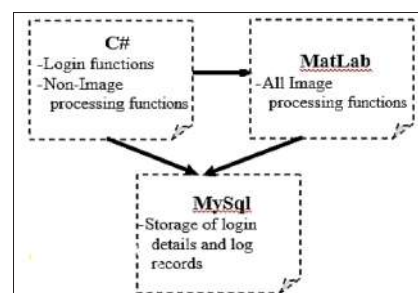 C#
-Login functions
-Non-Image
processing functions
MatLab
-All Image
processing functions
MySql
-Storage of login
details and log
records